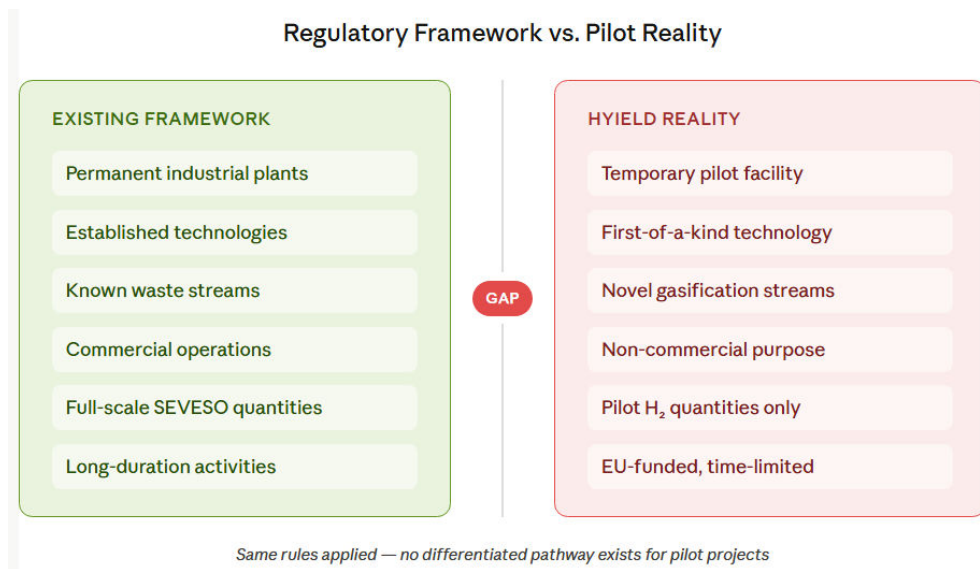 Regulatory Framework vs. Pilot Reality
EXISTING FRAMEWORK
Permanent industrial plants
Established technologies
Known waste streams
Commercial operations
Full-scale SEVESO quantities
Long-duration activities
GAP
HYIELD REALITY
Temporary pilot facility
First-of-a-kind technology
Novel gasification streams
Non-commercial purpose
Pilot H₂ quantities only
EU-funded, time-limited
Same rules applied — no differentiated pathway exists for pilot projects